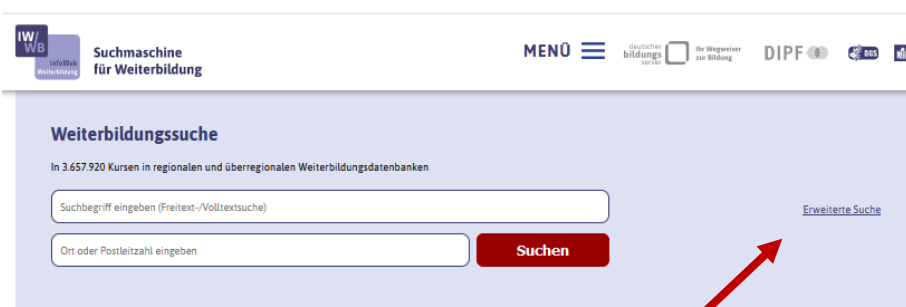 IW/
WB
InfoWeb
Weiterbildung
Suchmaschine
für Weiterbildung
MENÜ
deutscher
bildungs
server
Ihr Wegweiser
zur Bildung
DIPF
DGS
Weiterbildungssuche
In 3.657.920 Kursen in regionalen und überregionalen Weiterbildungsdatenbanken
Suchbegriff eingeben (Freitext-/Volltextsuche)
Erweiterte Suche
Ort oder Postleitzahl eingeben
Suchen